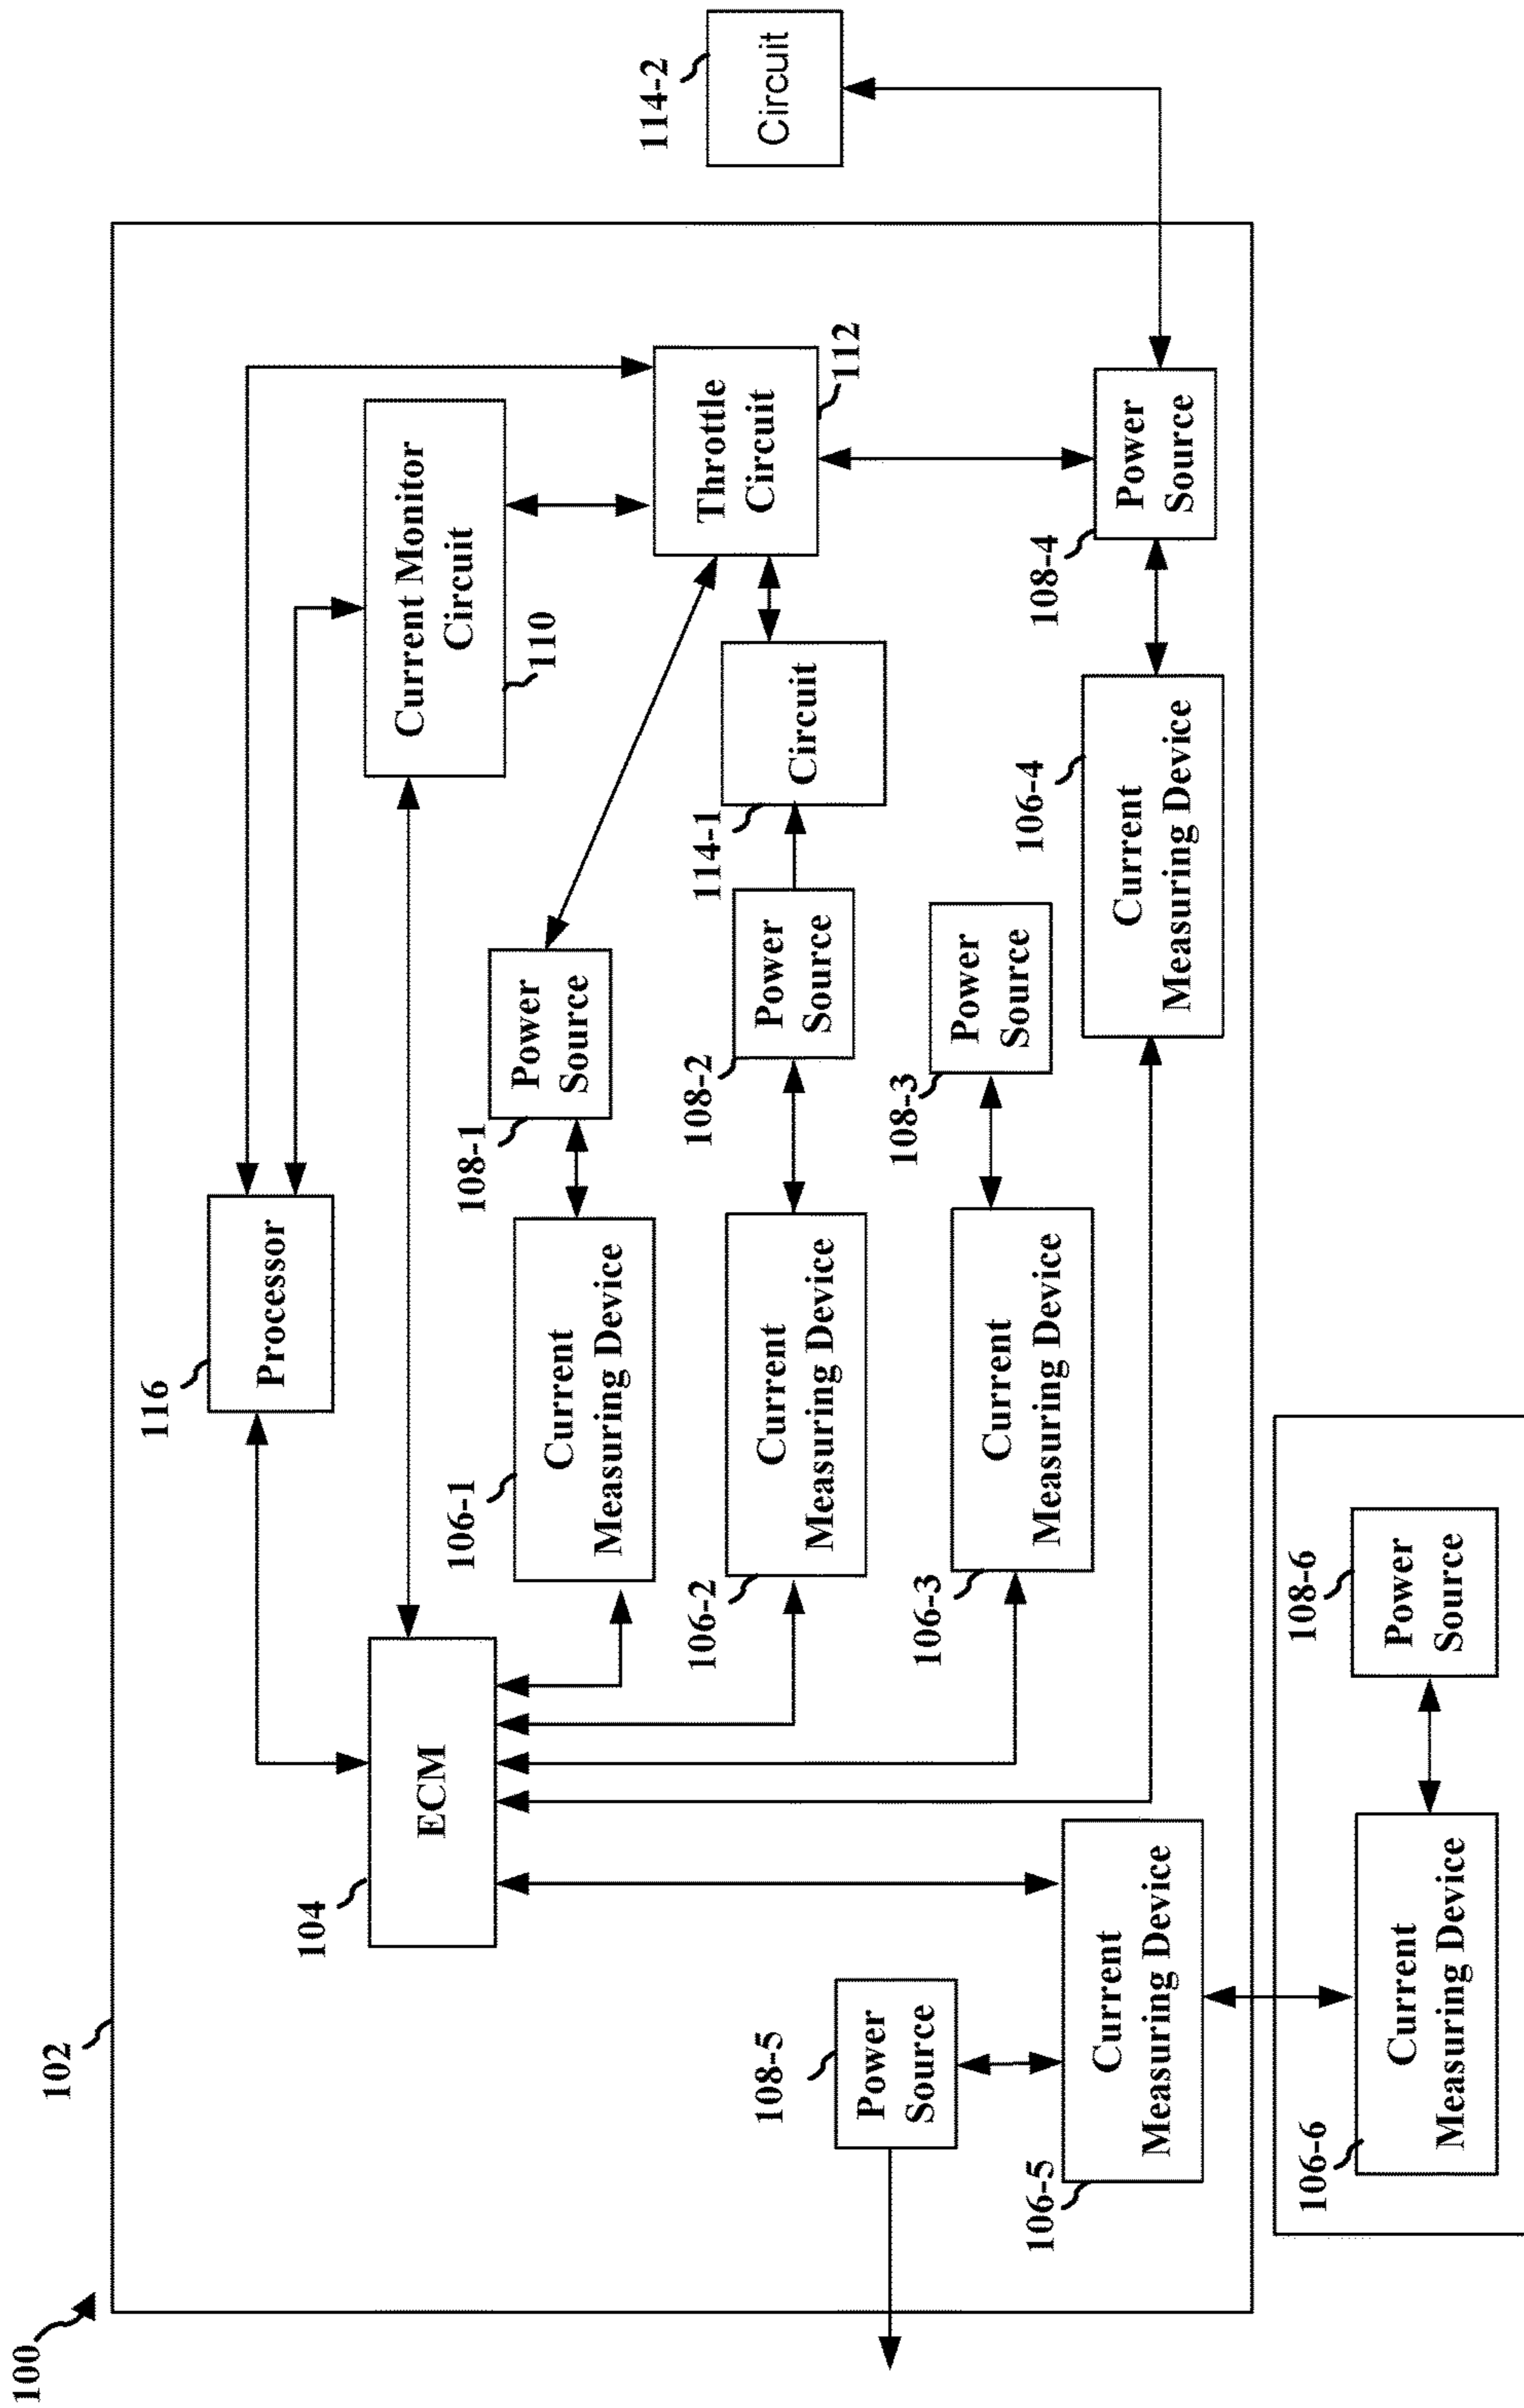 100
102
116
Processor
104
ECM
Current Monitor
Circuit
110
106-1
Current
Measuring Device
108-1
Power
Source
Throttle
Circuit
112
114-2
Circuit
106-2
Current
Measuring Device
108-2
Power
Source
114-1
Circuit
108-5
Power
Source
106-3
Current
Measuring Device
108-3
Power
Source
106-5
Current
Measuring Device
106-4
Current
Measuring Device
108-4
Power
Source
106-6
Current
Measuring Device
108-6
Power
Source